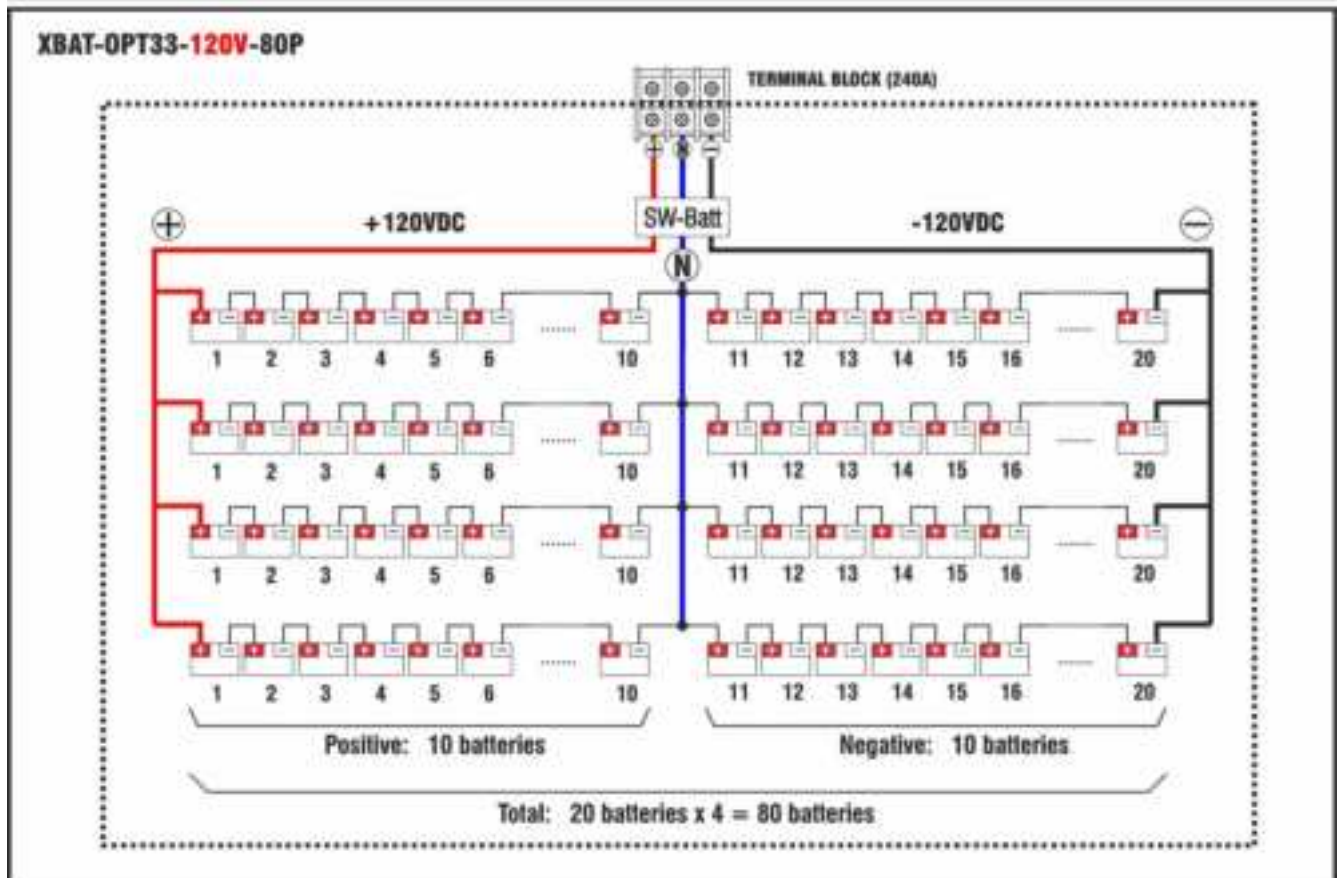 XBAT-OPT33-120V-80P
TERMINAL BLOCK (240A)
+ N −
SW-Batt
+ +120VDC -120VDC −
N
1 2 3 4 5 6 ...... 10 11 12 13 14 15 16 ...... 20
1 2 3 4 5 6 ...... 10 11 12 13 14 15 16 ...... 20
1 2 3 4 5 6 ...... 10 11 12 13 14 15 16 ...... 20
1 2 3 4 5 6 ...... 10 11 12 13 14 15 16 ...... 20
Positive: 10 batteries Negative: 10 batteries
Total: 20 batteries x 4 = 80 batteries